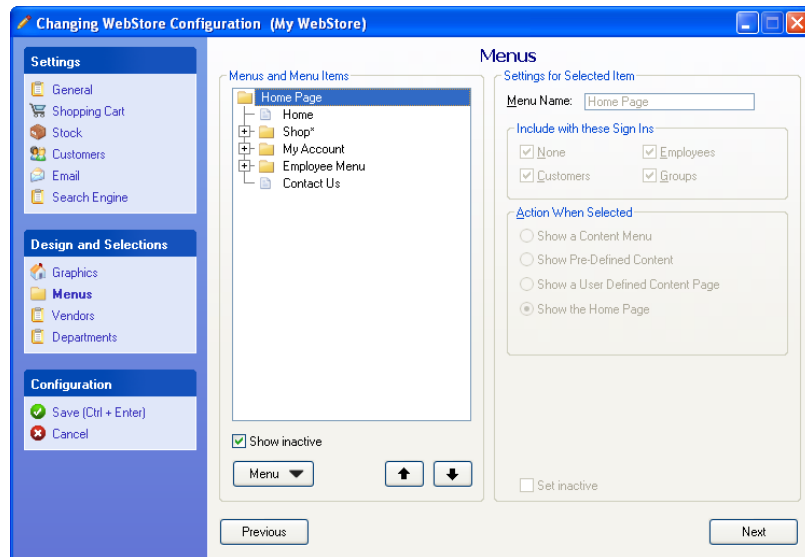 Changing WebStore Configuration (My WebStore)
Settings
General
Shopping Cart
Stock
Customers
Email
Search Engine
Design and Selections
Graphics
Menus
Vendors
Departments
Configuration
Save (Ctrl + Enter)
Cancel
Menus
Menus and Menu Items
Home Page
Home
Shop*
My Account
Employee Menu
Contact Us
Show inactive
Menu
Settings for Selected Item
Menu Name: Home Page
Include with these Sign Ins
None Employees
Customers Groups
Action When Selected
Show a Content Menu
Show Pre-Defined Content
Show a User Defined Content Page
Show the Home Page
Set inactive
Previous
Next